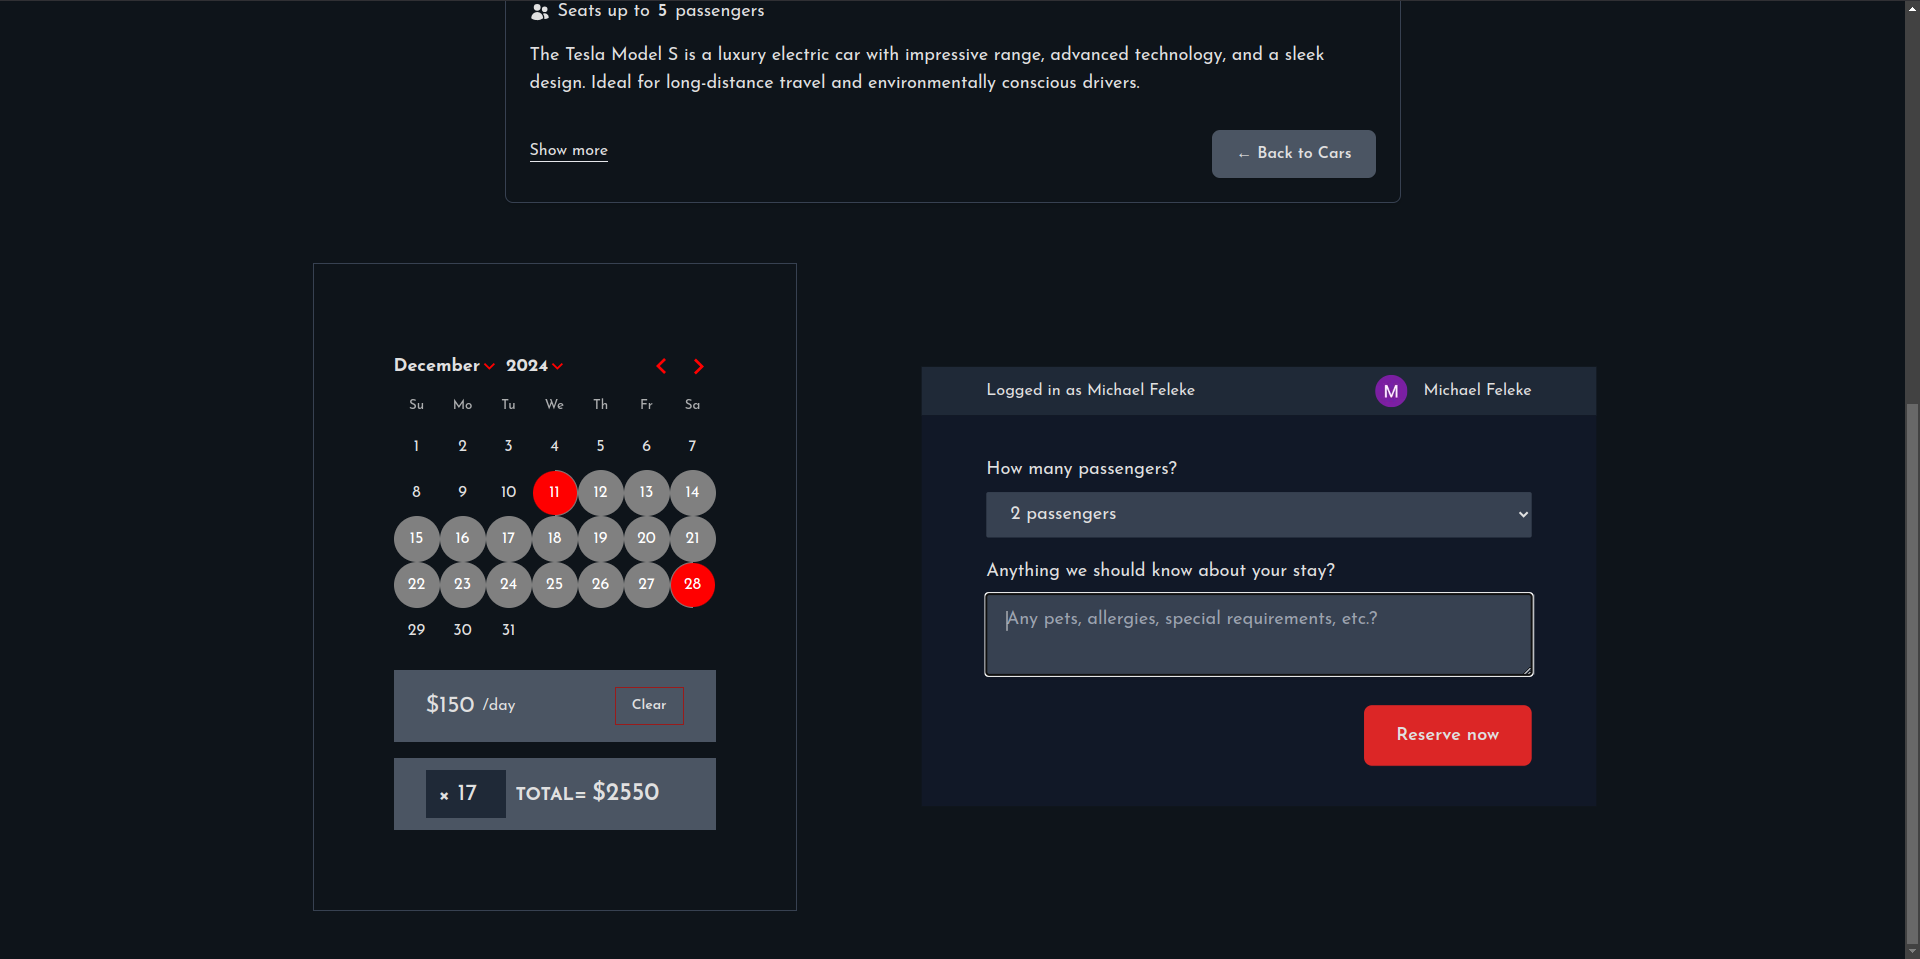 Seats up to 5 passengers
The Tesla Model S is a luxury electric car with impressive range, advanced technology, and a sleek
design. Ideal for long-distance travel and environmentally conscious drivers.
Show more
← Back to Cars
December 2024
Su Mo Tu We Th Fr Sa
1 2 3 4 5 6 7
8 9 10 11 12 13 14
15 16 17 18 19 20 21
22 23 24 25 26 27 28
29 30 31
$150 /day
Clear
× 17 TOTAL= $2550
Logged in as Michael Feleke
M Michael Feleke
How many passengers?
2 passengers
Anything we should know about your stay?
Any pets, allergies, special requirements, etc.?
Reserve now